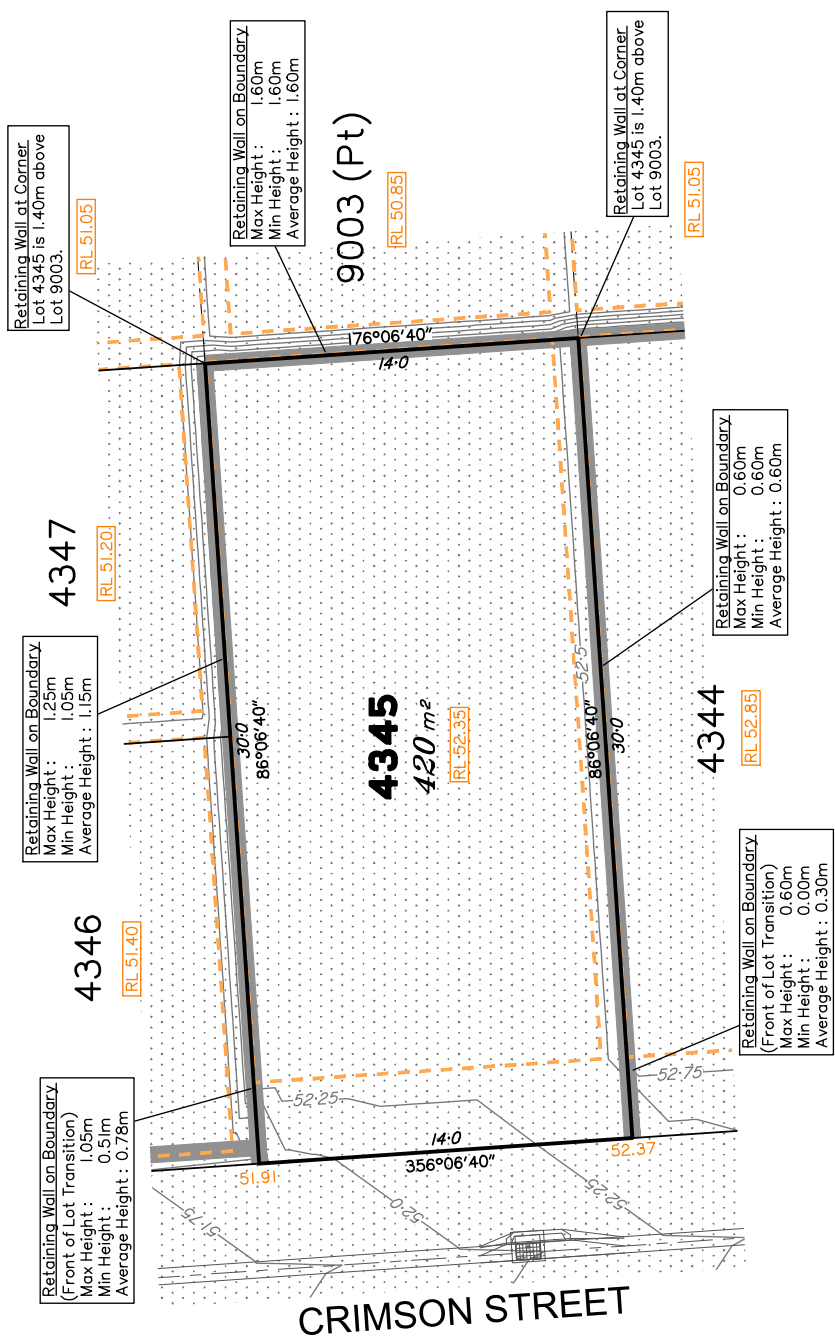 Retaining Wall at Corner
Lot 4345 is 1.40m above
Lot 9003.
RL 51.05
Retaining Wall on Boundary
Max Height : 1.60m
Min Height : 1.60m
Average Height : 1.60m
9003 (Pt)
RL 50.85
Retaining Wall at Corner
Lot 4345 is 1.40m above
Lot 9003.
RL 51.05
176°06'40"
14·0
4347
RL 51.20
Retaining Wall on Boundary
Max Height : 1.25m
Min Height : 1.05m
Average Height : 1.15m
30·0
86°06'40"
4345
420 m²
RL 52.35
52·5
86°06'40"
30·0
Retaining Wall on Boundary
Max Height : 0.60m
Min Height : 0.60m
Average Height : 0.60m
4344
RL 52.85
4346
RL 51.40
Retaining Wall on Boundary
(Front of Lot Transition)
Max Height : 1.05m
Min Height : 0.51m
Average Height : 0.78m
Retaining Wall on Boundary
(Front of Lot Transition)
Max Height : 0.60m
Min Height : 0.00m
Average Height : 0.30m
52·25
52·75
14·0
356°06'40"
51.91
52.37
51·75
52·0
52·25
CRIMSON STREET